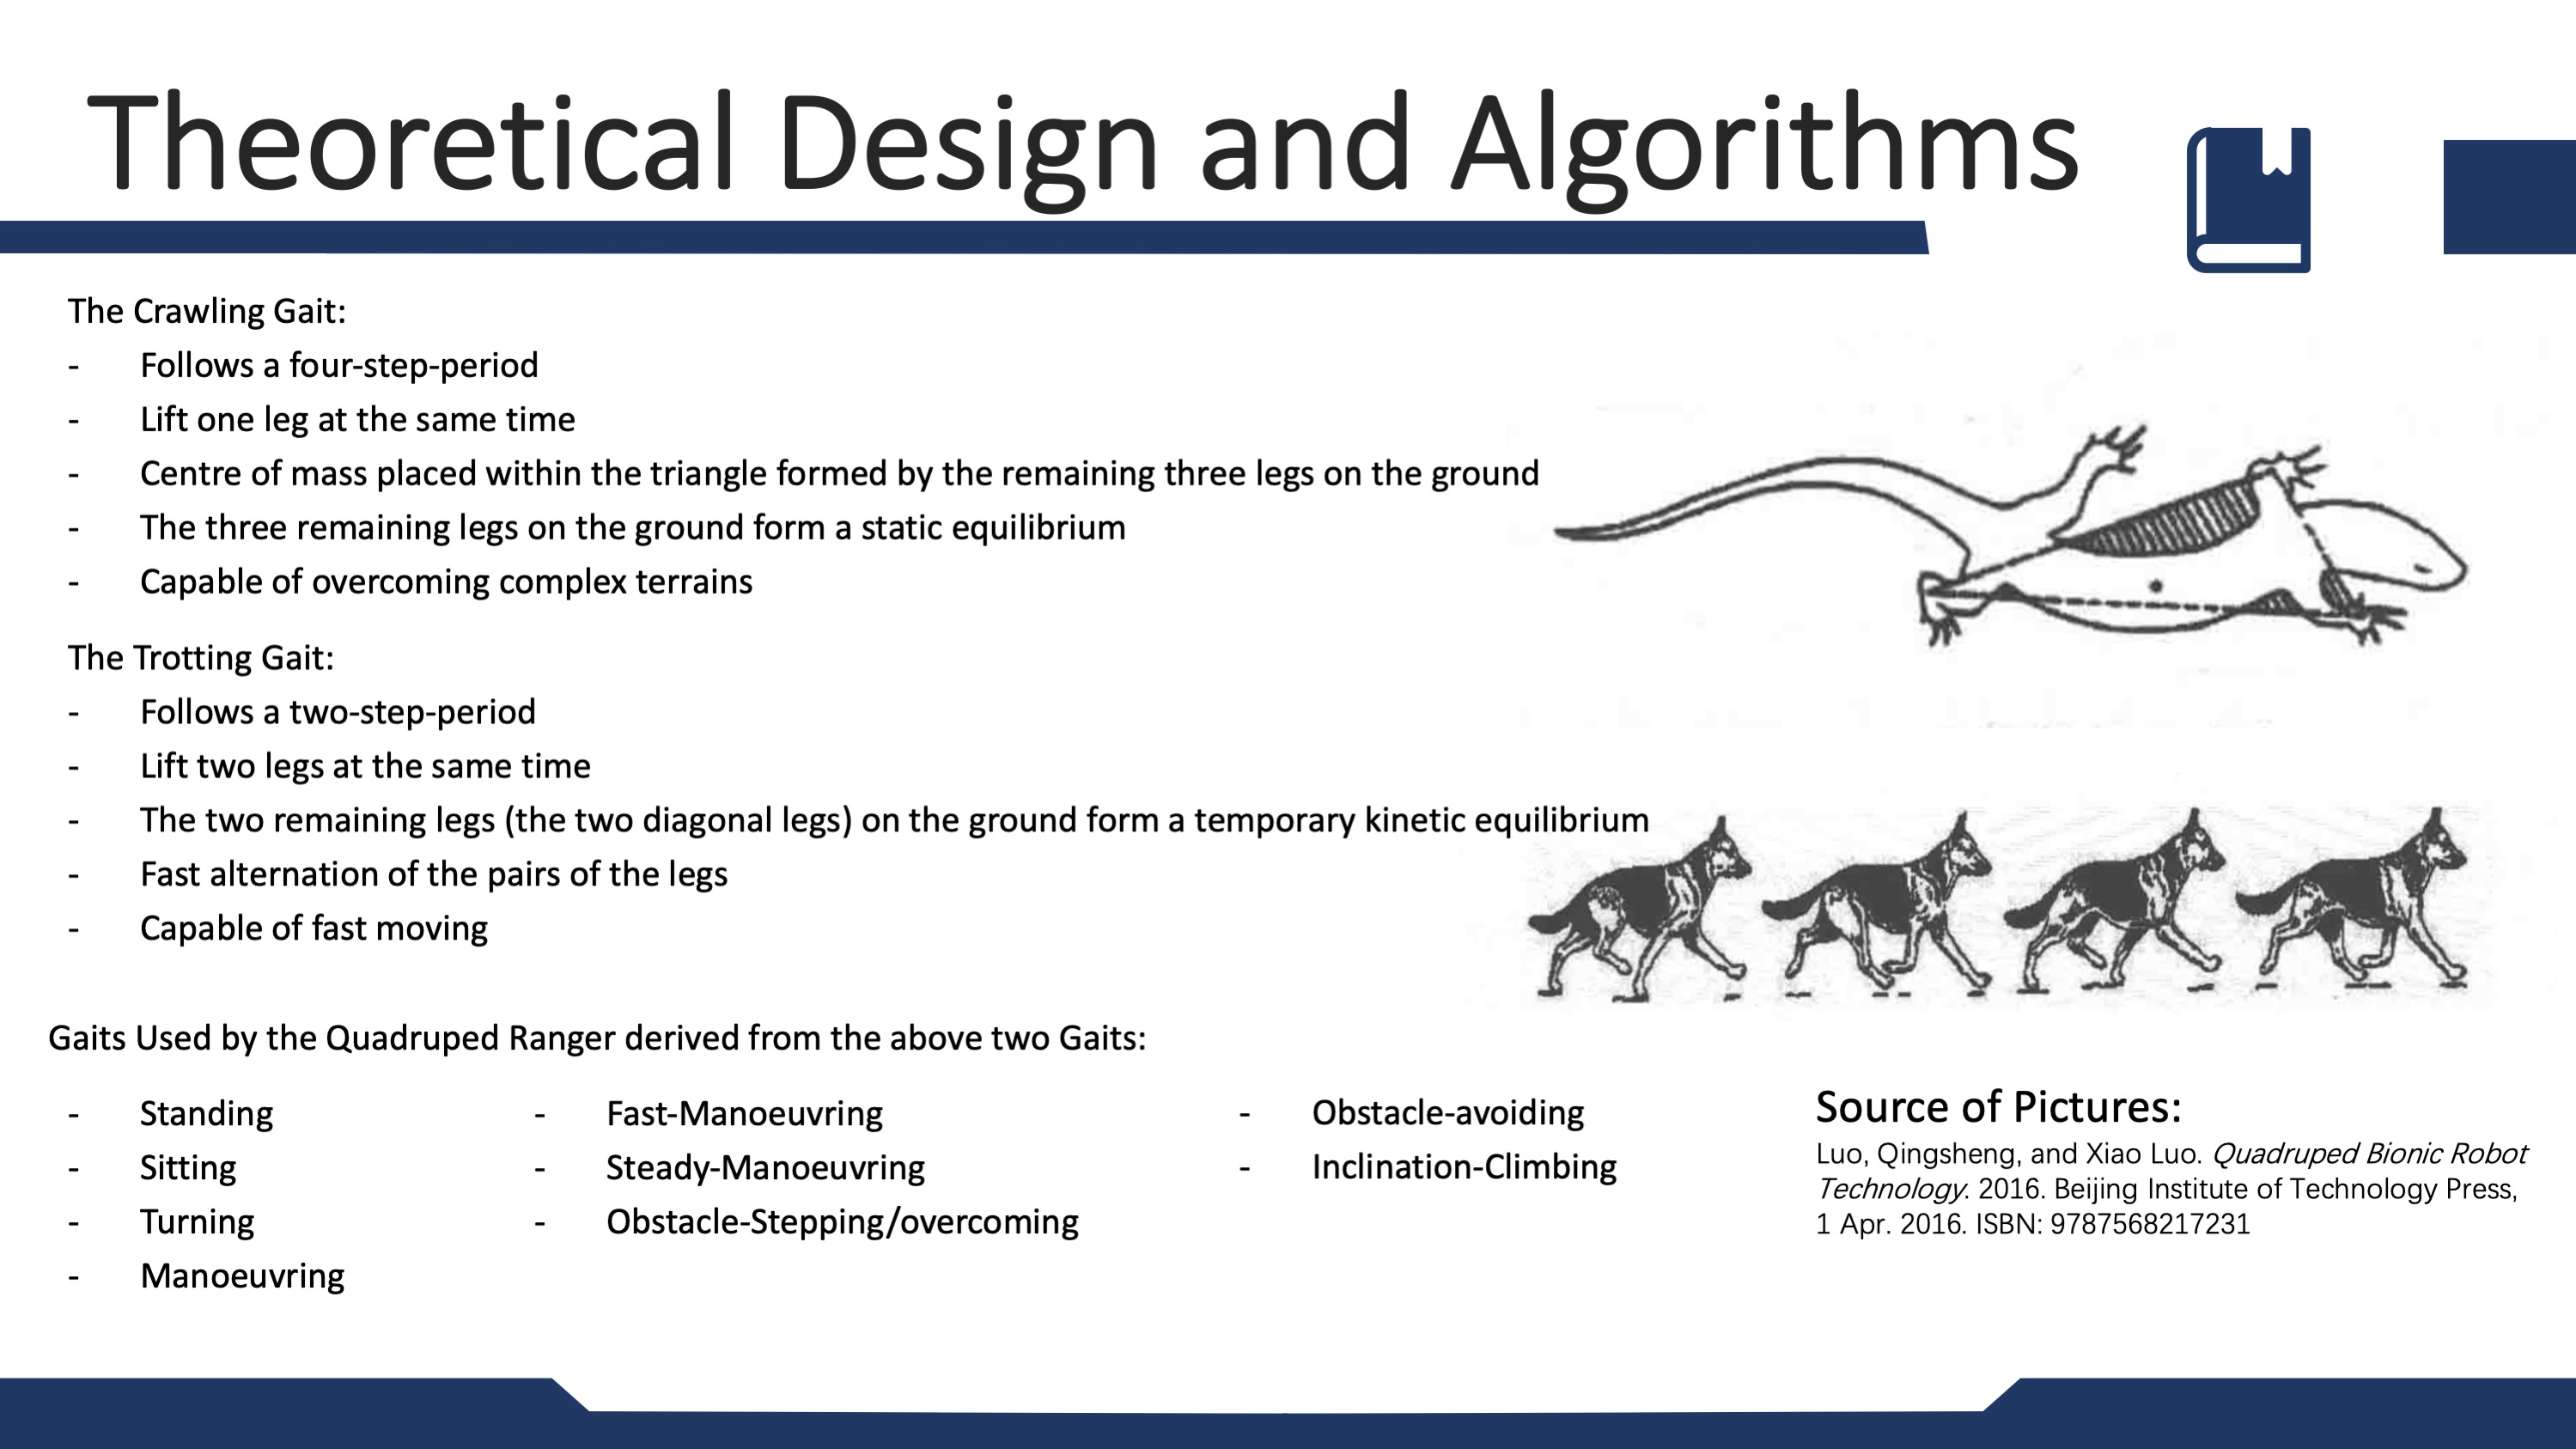 Theoretical Design and Algorithms
The Crawling Gait:
- Follows a four-step-period
- Lift one leg at the same time
- Centre of mass placed within the triangle formed by the remaining three legs on the ground
- The three remaining legs on the ground form a static equilibrium
- Capable of overcoming complex terrains
The Trotting Gait:
- Follows a two-step-period
- Lift two legs at the same time
- The two remaining legs (the two diagonal legs) on the ground form a temporary kinetic equilibrium
- Fast alternation of the pairs of the legs
- Capable of fast moving
Gaits Used by the Quadruped Ranger derived from the above two Gaits:
- Standing
- Sitting
- Turning
- Manoeuvring
- Fast-Manoeuvring
- Steady-Manoeuvring
- Obstacle-Stepping/overcoming
- Obstacle-avoiding
- Inclination-Climbing
Source of Pictures:
Luo, Qingsheng, and Xiao Luo. Quadruped Bionic Robot
Technology. 2016. Beijing Institute of Technology Press,
1 Apr. 2016. ISBN: 9787568217231